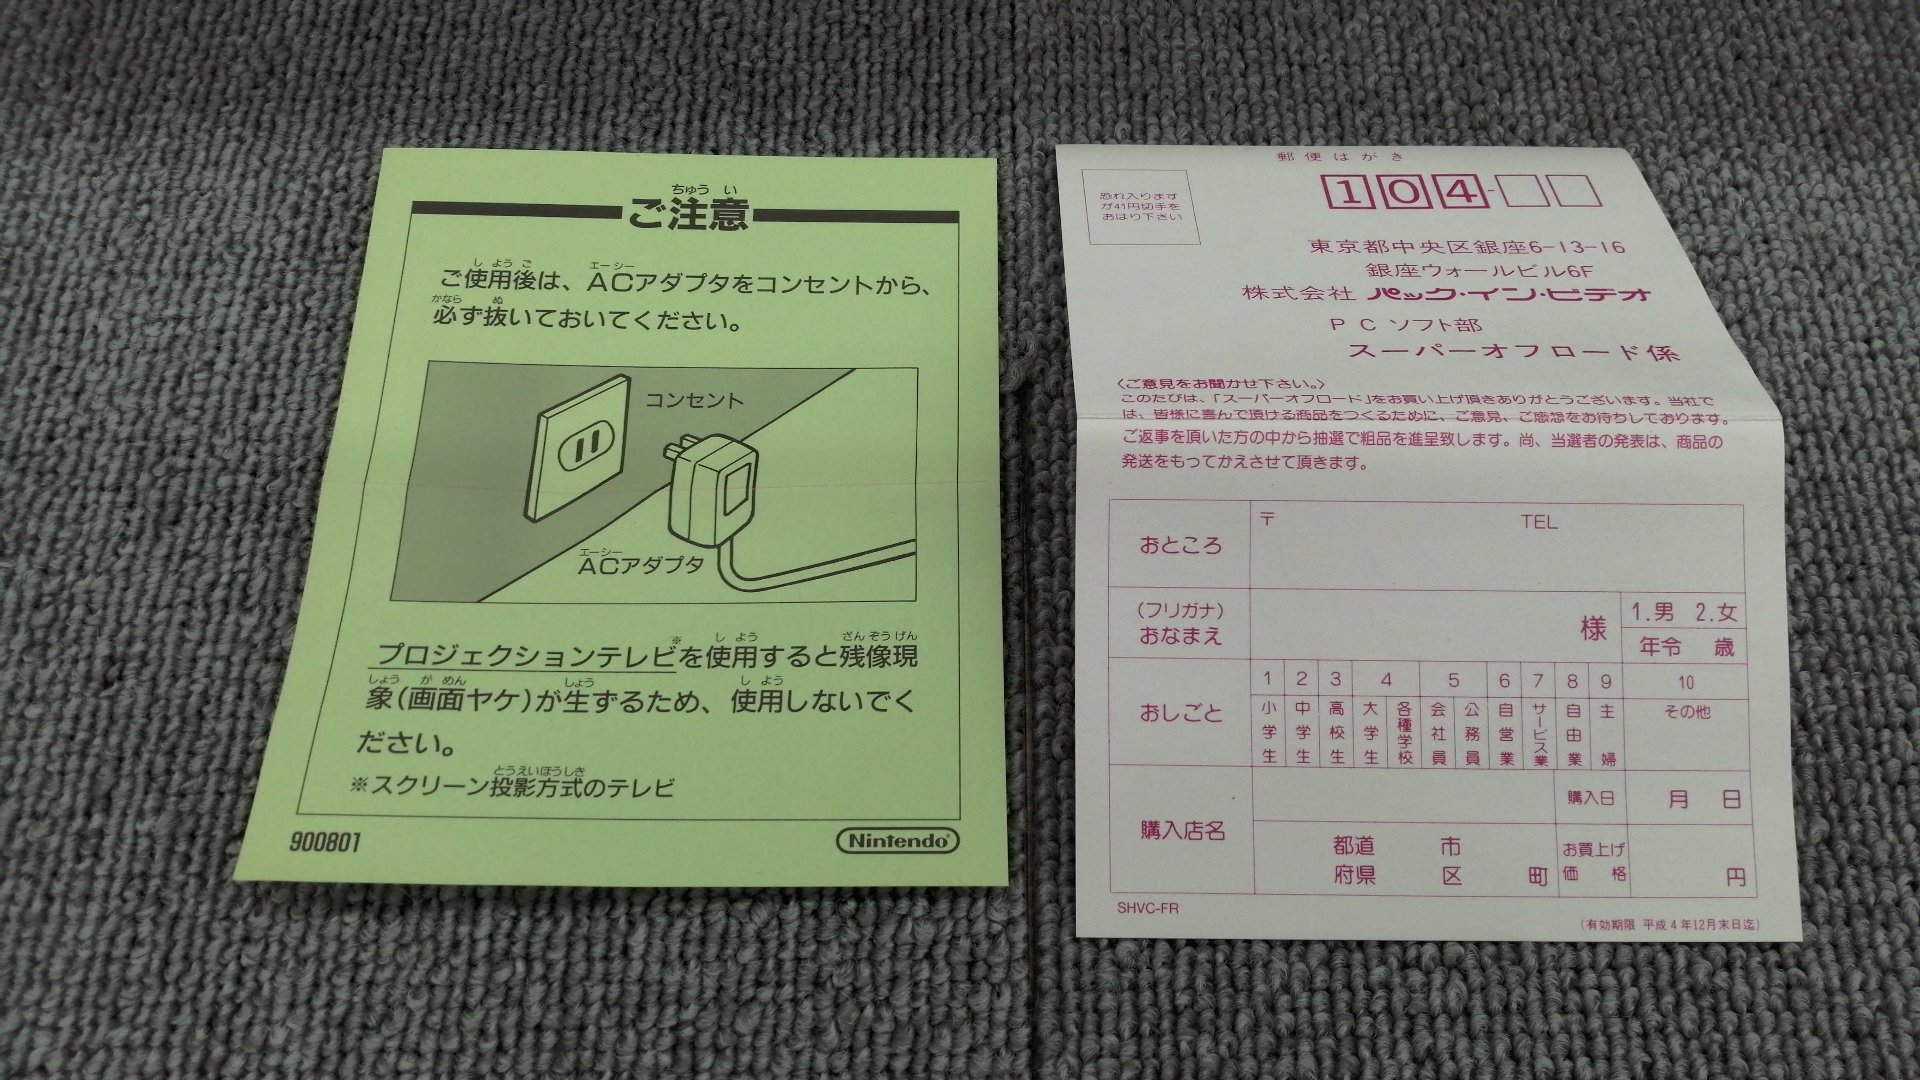 ちゅう い
ご注意
し よう ご エーシー
ご使用後は、ACアダプタをコンセントから、
かなら ぬ
必ず抜いておいてください。
コンセント
エーシー
ACアダプタ
し よう ざん ぞう げん
プロジェクションテレビ※を使用すると残像現
しょう が めん しょう し よう
象(画面ヤケ)が生ずるため、使用しないでく
ださい。
とうえいほうしき
※スクリーン投影方式のテレビ
900801
Nintendo
郵便はがき
恐れ入ります
が41円切手を
おはり下さい
104-
東京都中央区銀座6-13-16
銀座ウォールビル6F
株式会社 パック・イン・ビデオ
PCソフト部
スーパーオフロード係
〈ご意見をお聞かせ下さい。〉
このたびは、「スーパーオフロード」をお買い上げ頂きありがとうございます。当社で
は、皆様に喜んで頂ける商品をつくるために、ご意見、ご感想をお待ちしております。
ご返事を頂いた方の中から抽選で粗品を進呈致します。尚、当選者の発表は、商品の
発送をもってかえさせて頂きます。
おところ 〒 TEL
(フリガナ)
おなまえ 様
1.男 2.女
年令 歳
おしごと
1 2 3 4 5 6 7 8 9 10
小学生 中学生 高校生 大学生 各種学校 会社員 公務員 自営業 サービス業 自由業 主婦 その他
購入店名
購入日 月 日
都道 市
府県 区 町
お買上げ
価格 円
SHVC-FR
(有効期限 平成4年12月末日迄)